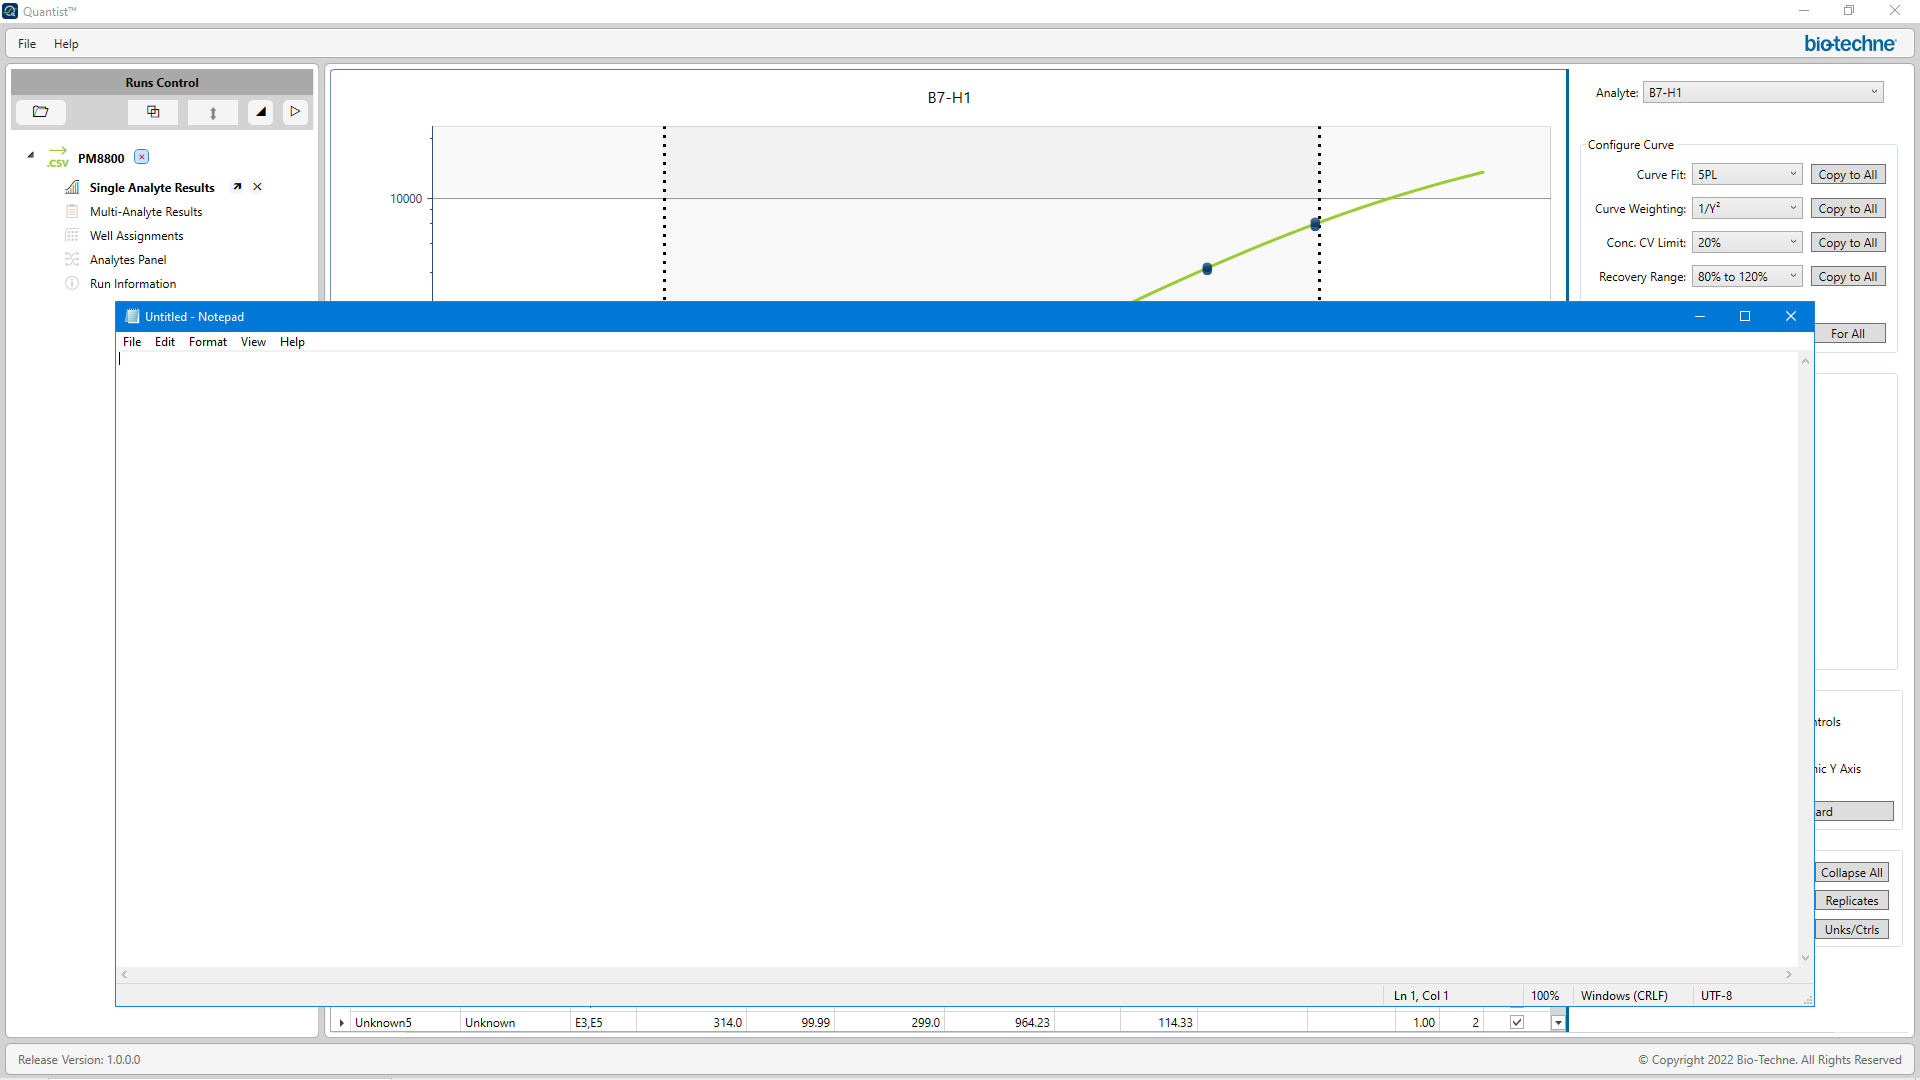 Quantist™
File Help
bio-techne
Runs Control
.CSV PM8800
Single Analyte Results
Multi-Analyte Results
Well Assignments
Analytes Panel
Run Information
B7-H1
10000
Analyte: B7-H1
Configure Curve
Curve Fit: 5PL Copy to All
Curve Weighting: 1/Y² Copy to All
Conc. CV Limit: 20% Copy to All
Recovery Range: 80% to 120% Copy to All
For All
Untitled - Notepad
File Edit Format View Help
ntrols
nic Y Axis
ard
Collapse All
Replicates
Unks/Ctrls
Ln 1, Col 1 100% Windows (CRLF) UTF-8
Unknown5 Unknown E3,E5 314.0 99.99 299.0 964.23 114.33 1.00 2
Release Version: 1.0.0.0
© Copyright 2022 Bio-Techne. All Rights Reserved